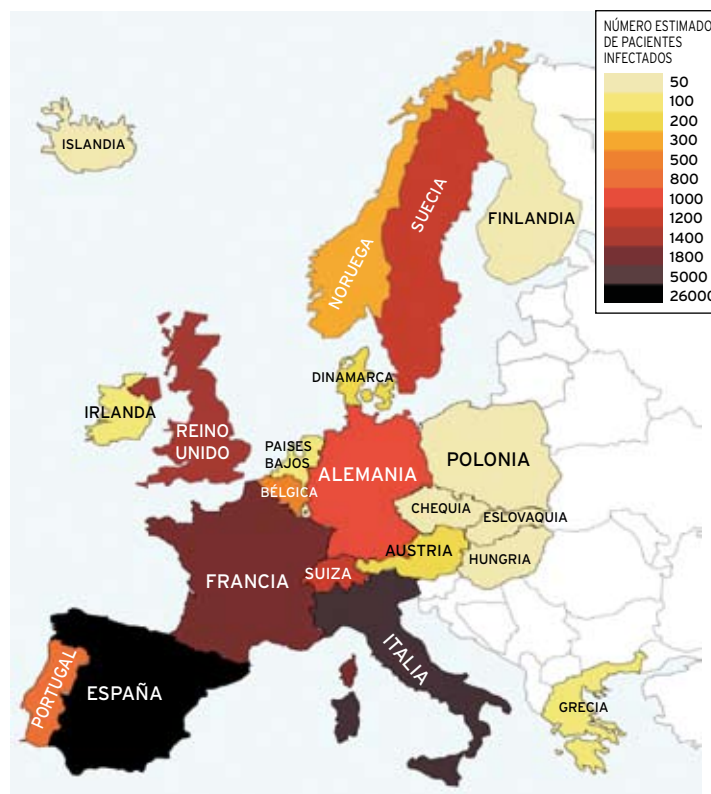 NÚMERO ESTIMADO
DE PACIENTES
INFECTADOS
50
100
200
300
500
800
1000
1200
1400
1800
5000
26000
ISLANDIA
SUECIA
FINLANDIA
NORUEGA
DINAMARCA
IRLANDA
REINO
UNIDO
PAISES
BAJOS
BÉLGICA
ALEMANIA
POLONIA
CHEQUIA
ESLOVAQUIA
AUSTRIA
HUNGRIA
FRANCIA
SUIZA
ITALIA
PORTUGAL
ESPAÑA
GRECIA